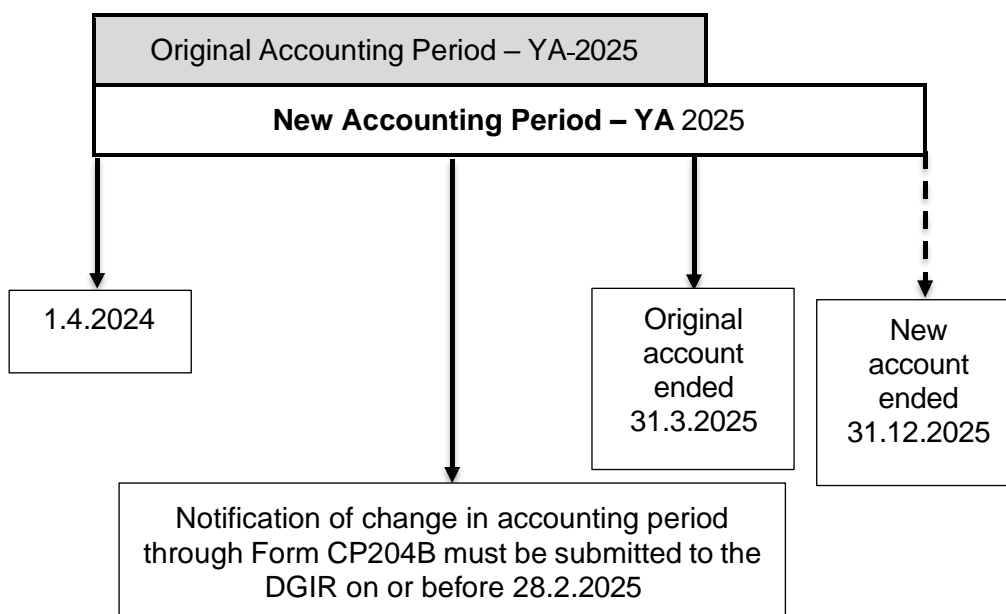 Original Accounting Period – YA-2025
New Accounting Period – YA 2025
1.4.2024
Original
account
ended
31.3.2025
New
account
ended
31.12.2025
Notification of change in accounting period
through Form CP204B must be submitted to the
DGIR on or before 28.2.2025